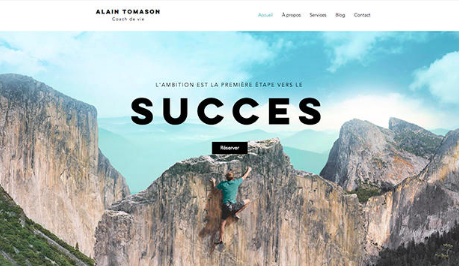 ALAIN TOMASON
Coach de vie
Accueil À propos Services Blog Contact
L'AMBITION EST LA PREMIÈRE ÉTAPE VERS LE
SUCCES
Réserver